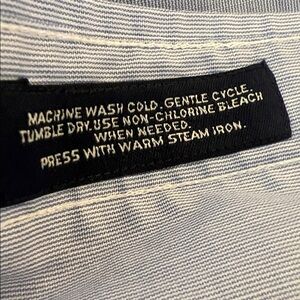 MACHINE WASH COLD. GENTLE CYCLE.
TUMBLE DRY. USE NON-CHLORINE BLEACH
WHEN NEEDED.
PRESS WITH WARM STEAM IRON.